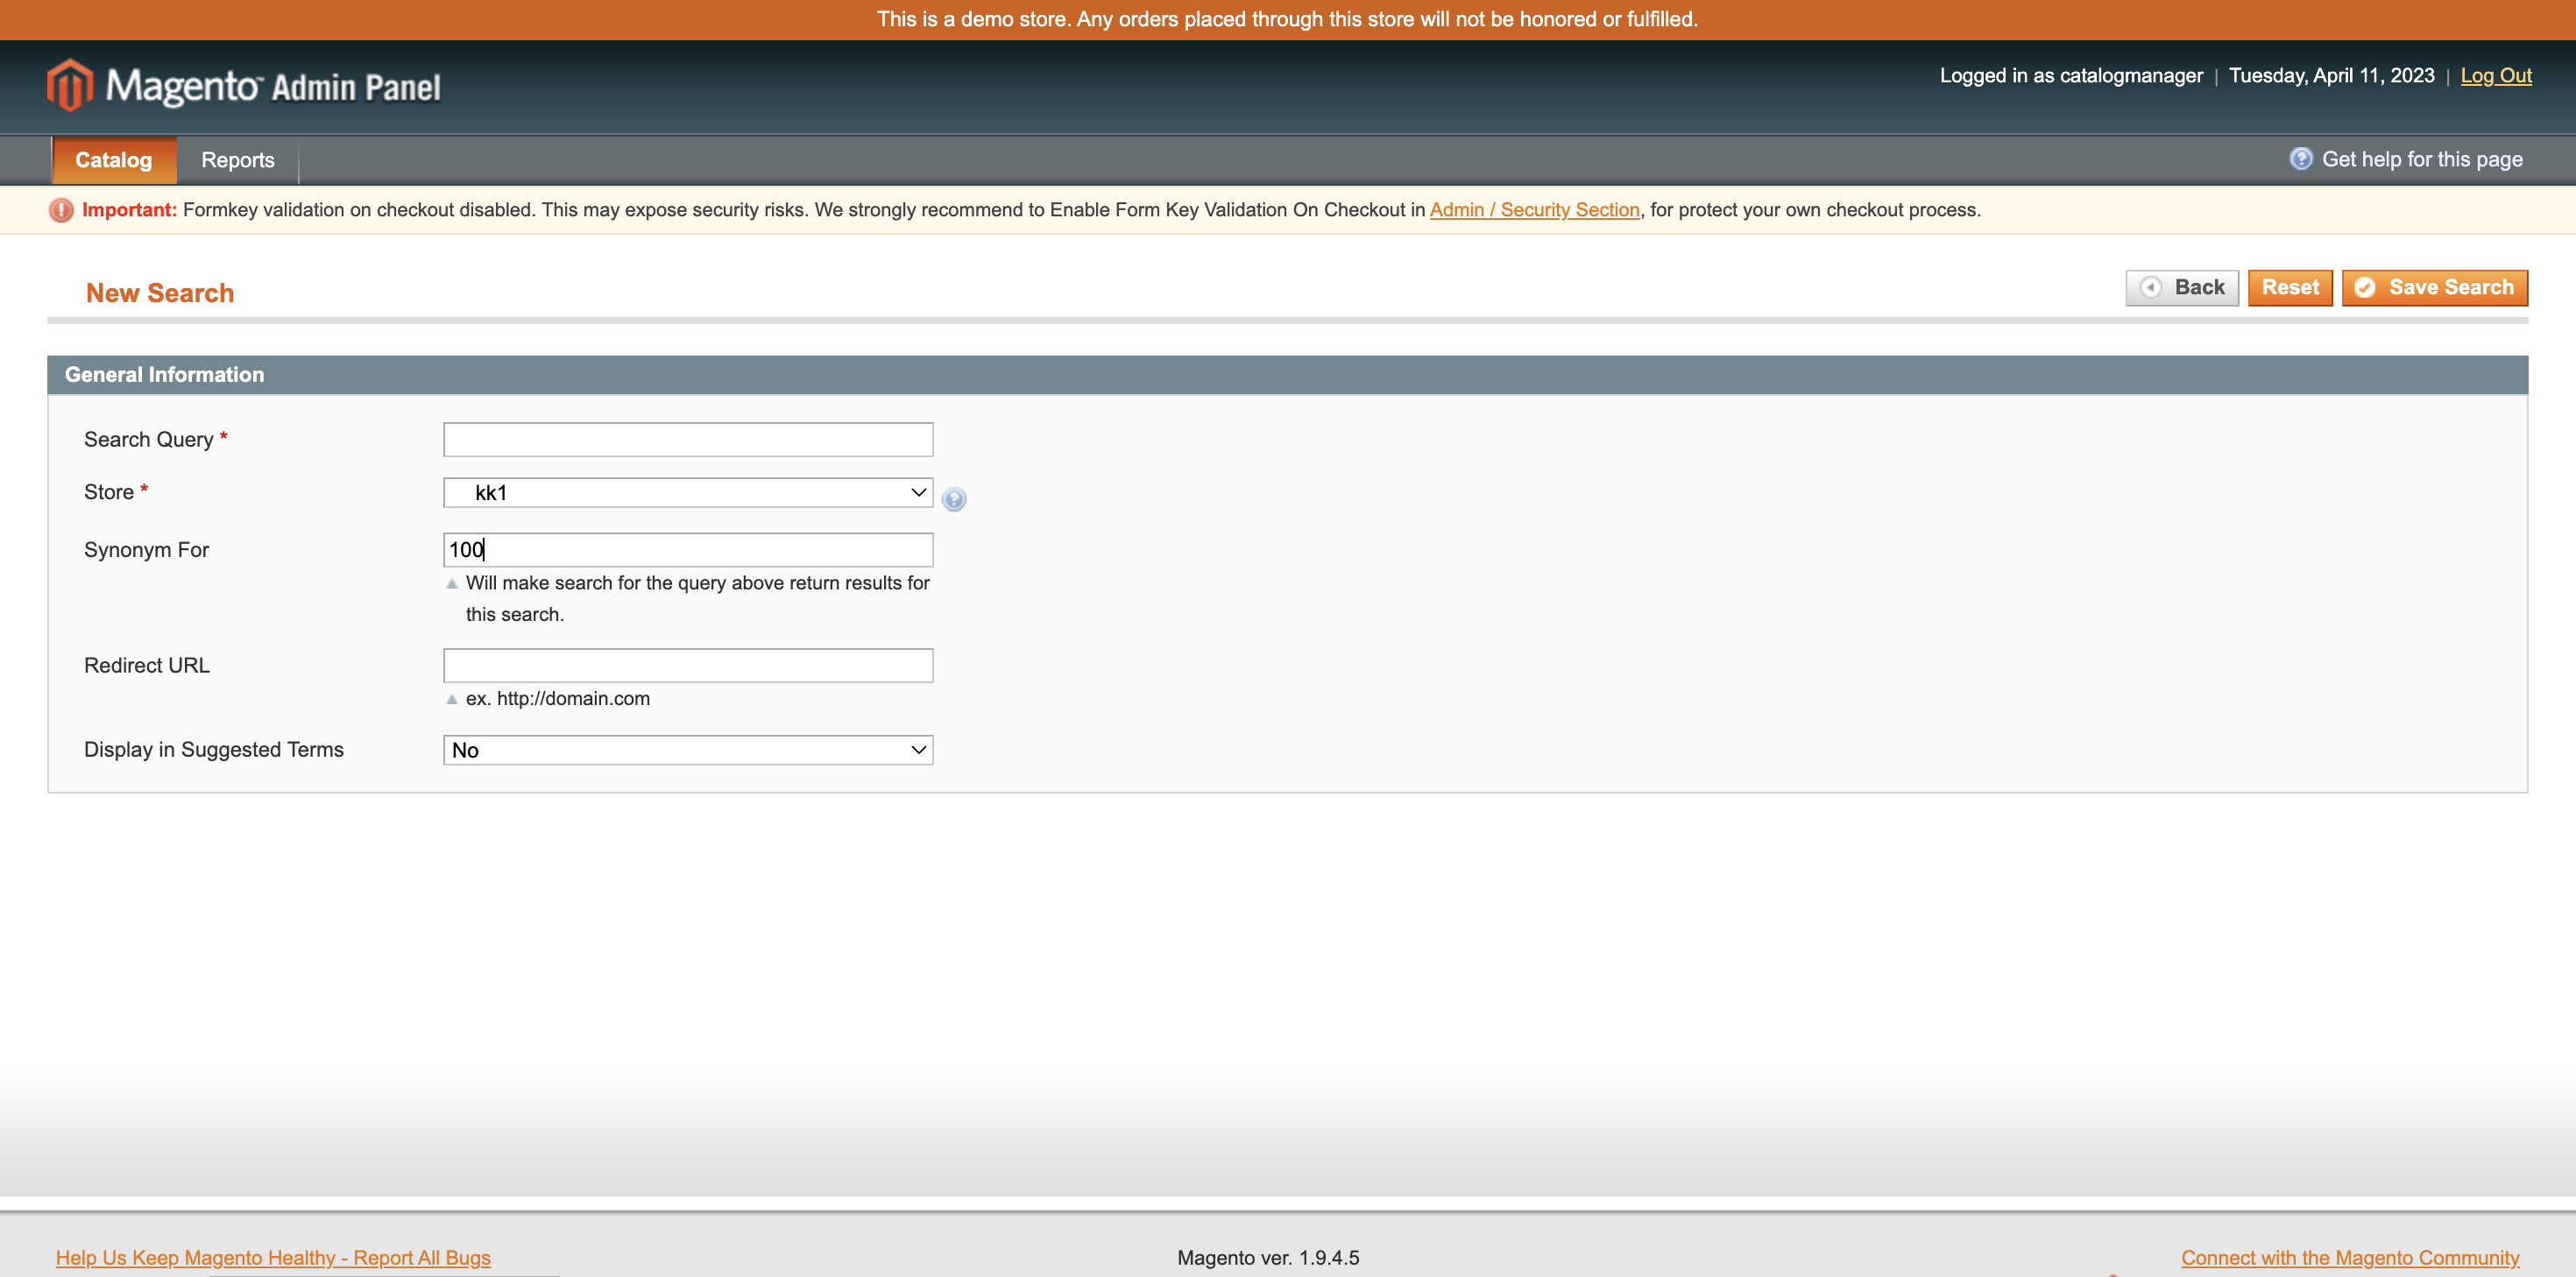 This is a demo store. Any orders placed through this store will not be honored or fulfilled.
Magento™ Admin Panel
Logged in as catalogmanager | Tuesday, April 11, 2023 | Log Out
Catalog Reports Get help for this page
Important: Formkey validation on checkout disabled. This may expose security risks. We strongly recommend to Enable Form Key Validation On Checkout in Admin / Security Section, for protect your own checkout process.
New Search Back Reset Save Search
General Information
Search Query *
Store * kk1
Synonym For 100
Will make search for the query above return results for
this search.
Redirect URL
ex. http://domain.com
Display in Suggested Terms No
Help Us Keep Magento Healthy - Report All Bugs Magento ver. 1.9.4.5 Connect with the Magento Community